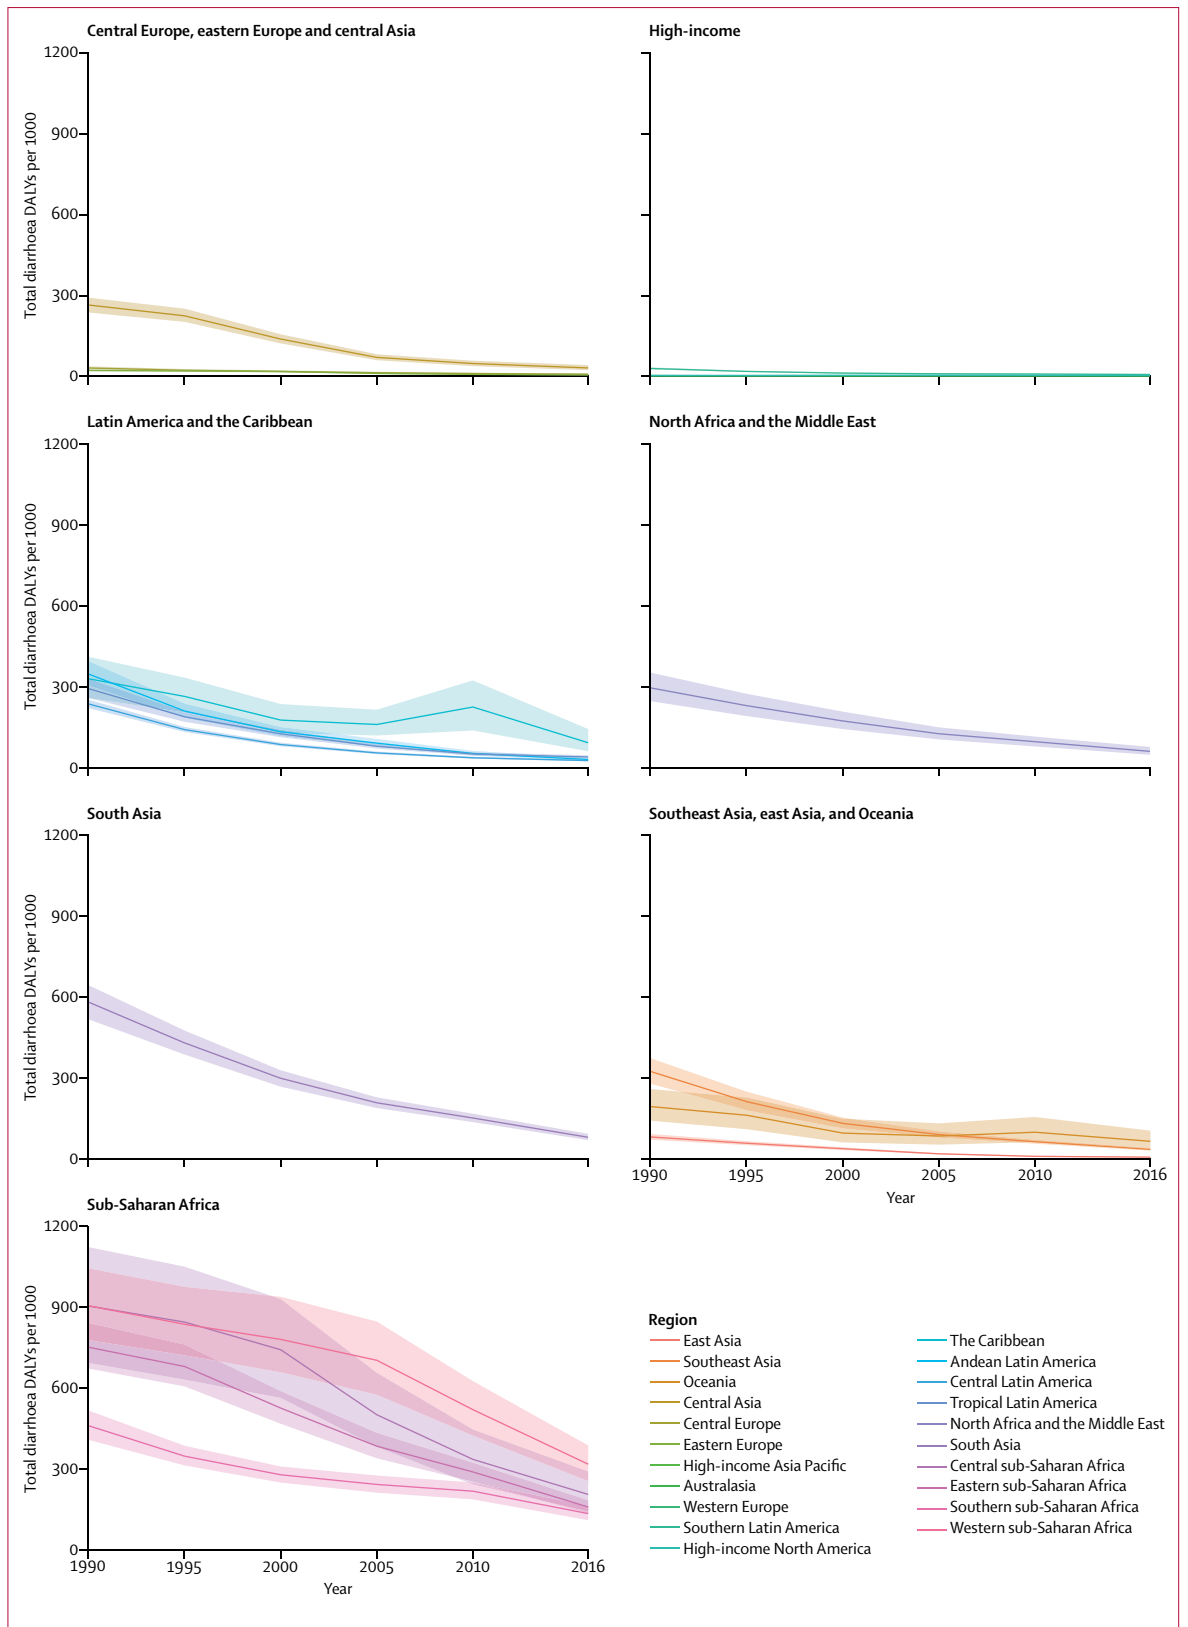 Central Europe, eastern Europe and central Asia
Total diarrhoea DALYs per 1000
1200
900
600
300
0
High-income
Latin America and the Caribbean
Total diarrhoea DALYs per 1000
1200
900
600
300
0
North Africa and the Middle East
South Asia
Total diarrhoea DALYs per 1000
1200
900
600
300
0
Southeast Asia, east Asia, and Oceania
1990 1995 2000 2005 2010 2016
Year
Sub-Saharan Africa
Total diarrhoea DALYs per 1000
1200
900
600
300
0
1990 1995 2000 2005 2010 2016
Year
Region
East Asia
Southeast Asia
Oceania
Central Asia
Central Europe
Eastern Europe
High-income Asia Pacific
Australasia
Western Europe
Southern Latin America
High-income North America
The Caribbean
Andean Latin America
Central Latin America
Tropical Latin America
North Africa and the Middle East
South Asia
Central sub-Saharan Africa
Eastern sub-Saharan Africa
Southern sub-Saharan Africa
Western sub-Saharan Africa